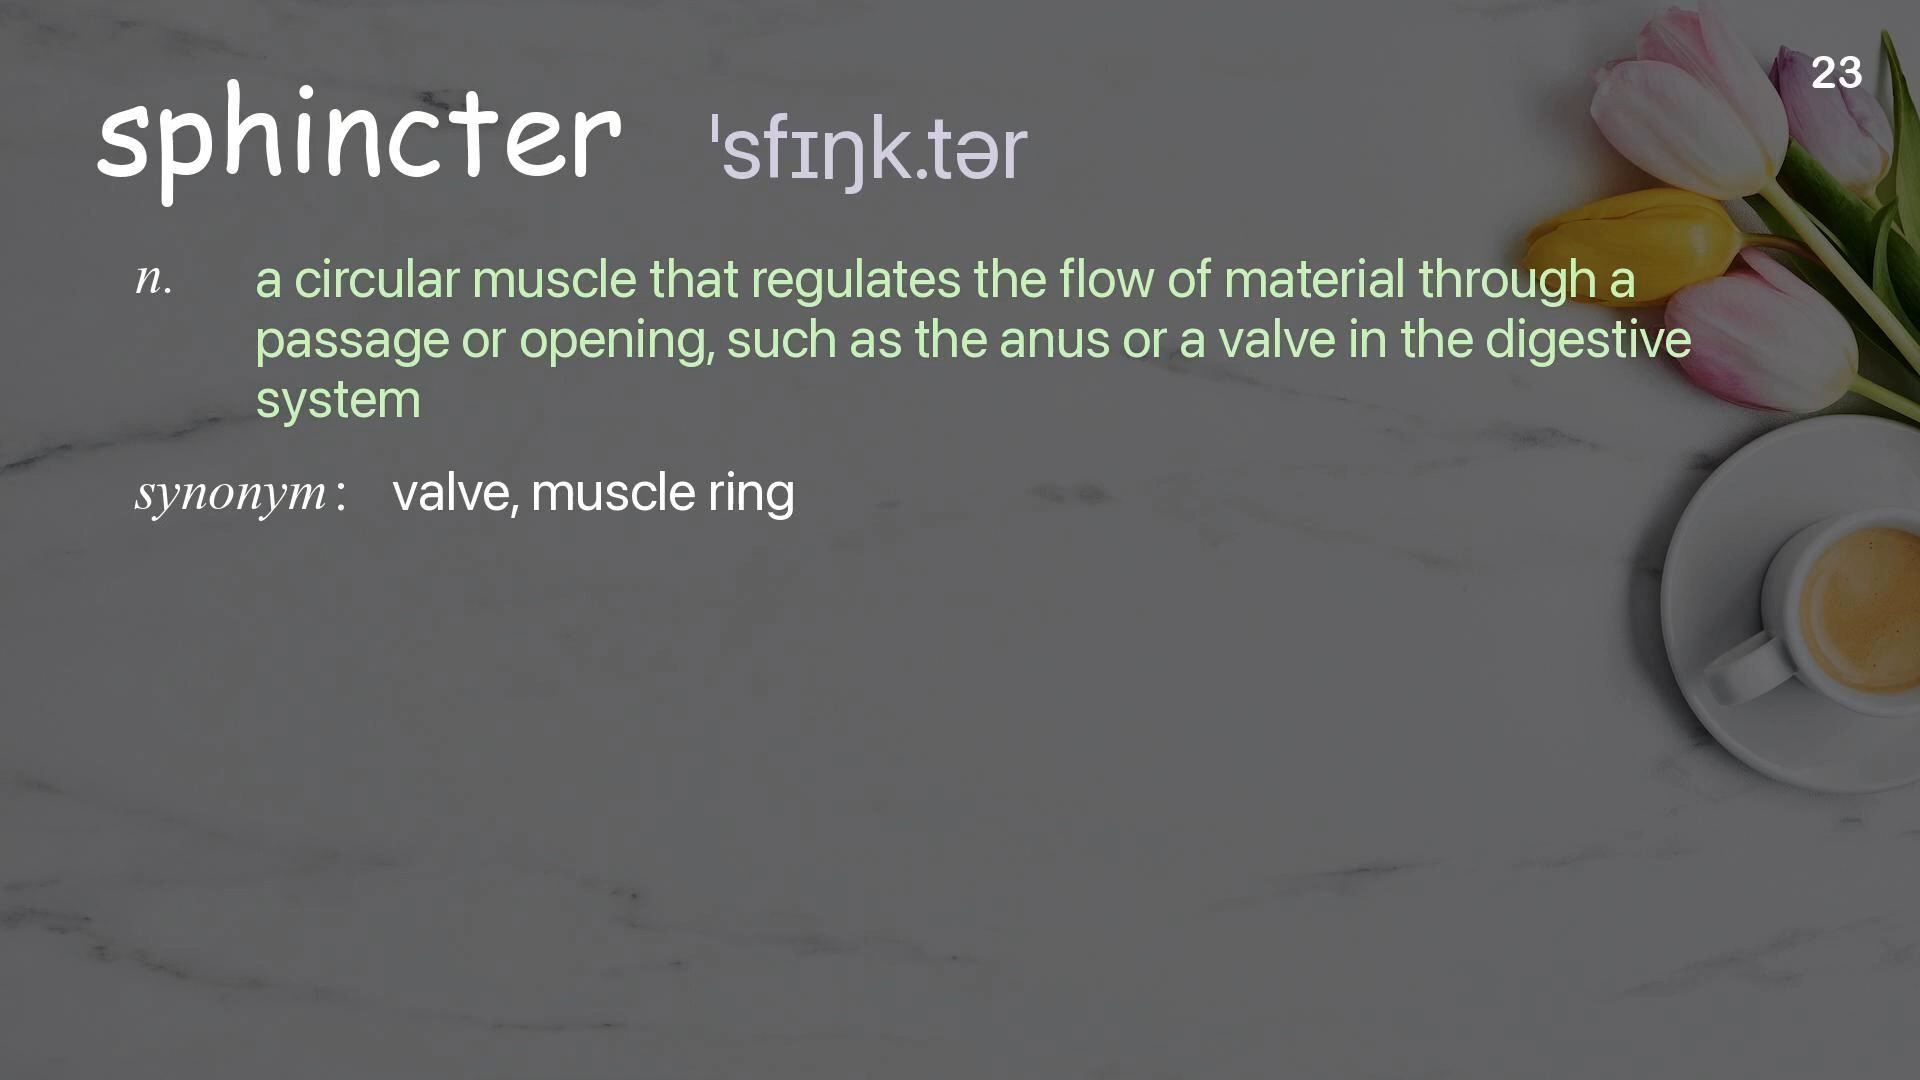 23
sphincter ˈsfɪŋk.tər
n. a circular muscle that regulates the flow of material through a
passage or opening, such as the anus or a valve in the digestive
system
synonym: valve, muscle ring